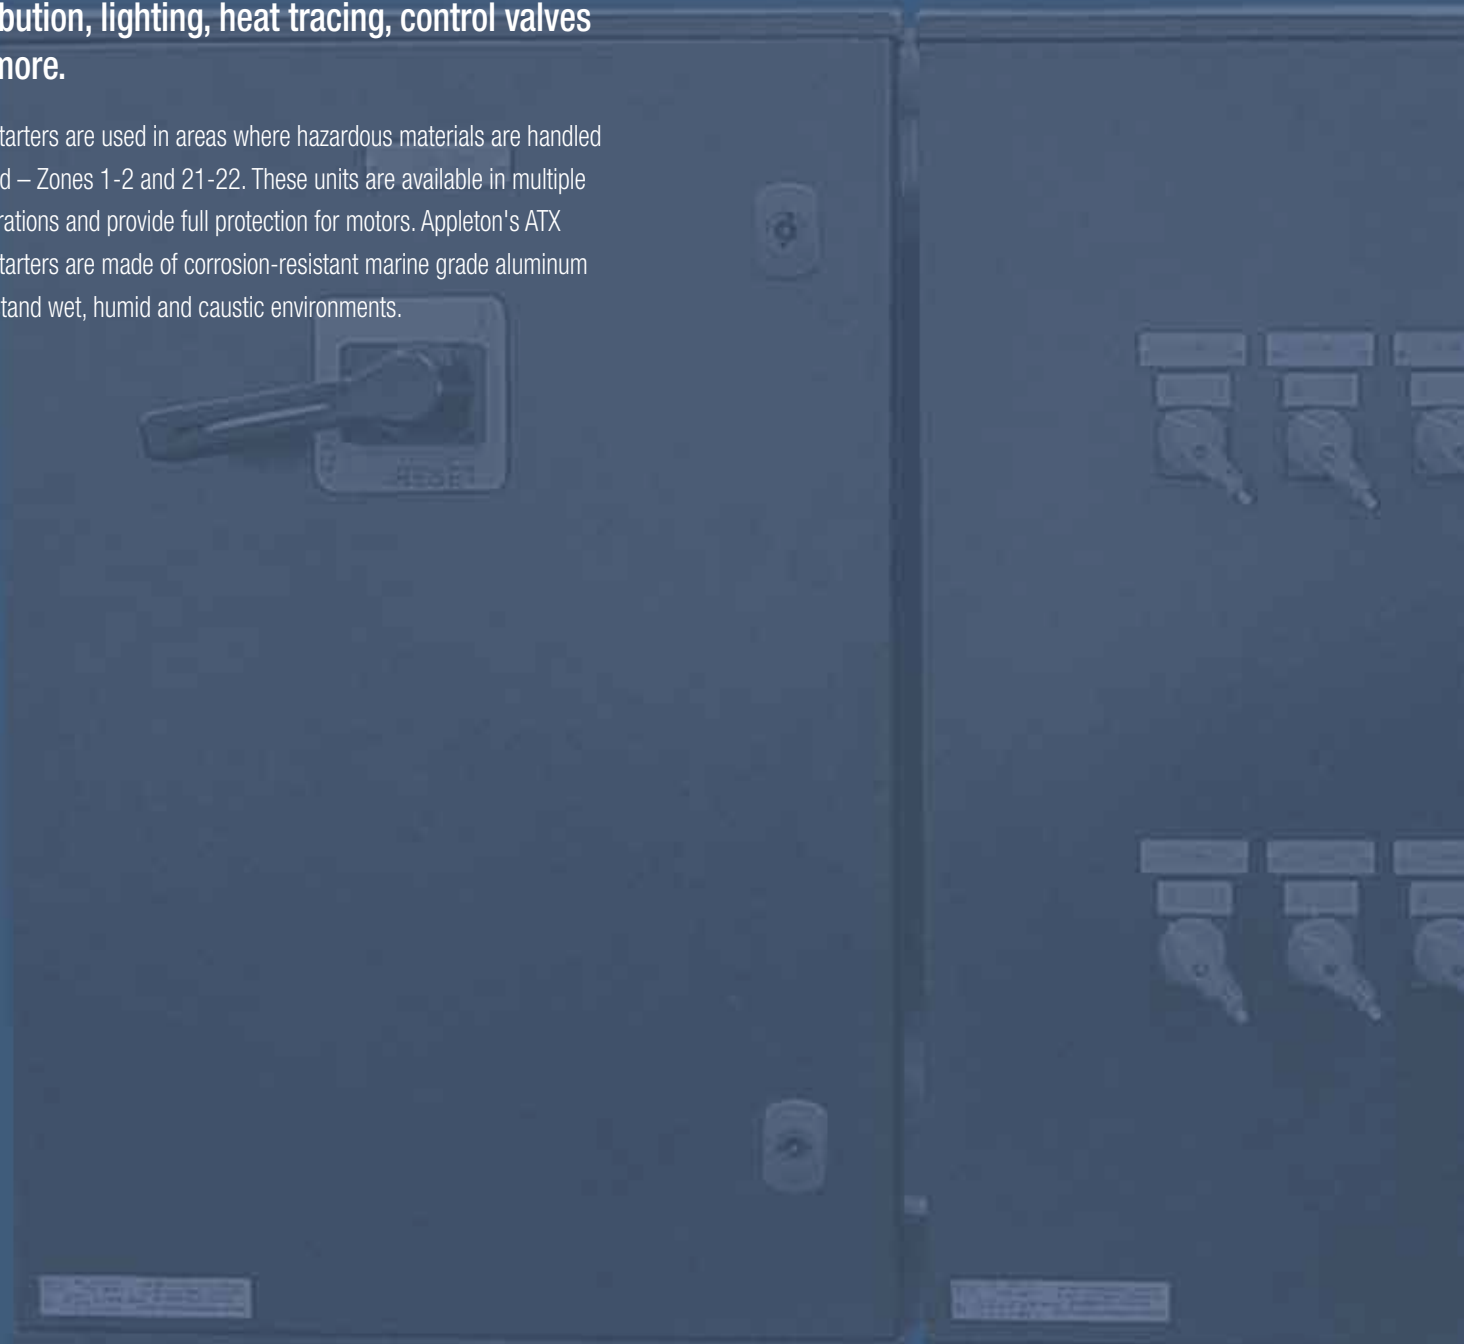 bution, lighting, heat tracing, control valves
more.
tarters are used in areas where hazardous materials are handled
d – Zones 1-2 and 21-22. These units are available in multiple
rations and provide full protection for motors. Appleton's ATX
tarters are made of corrosion-resistant marine grade aluminum
tand wet, humid and caustic environments.
RESET